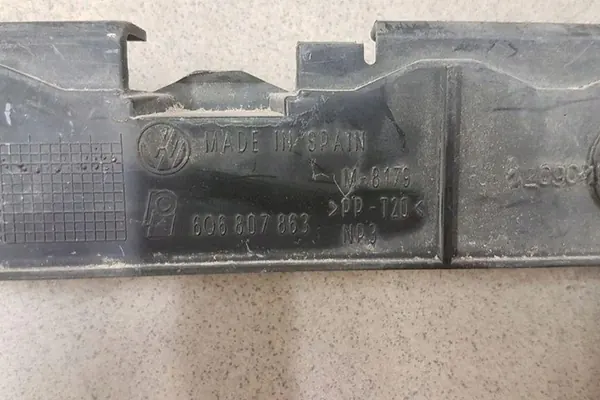 MADE IN SPAIN
M-8179
6Q6 807 863
>PP-T20<
NR3